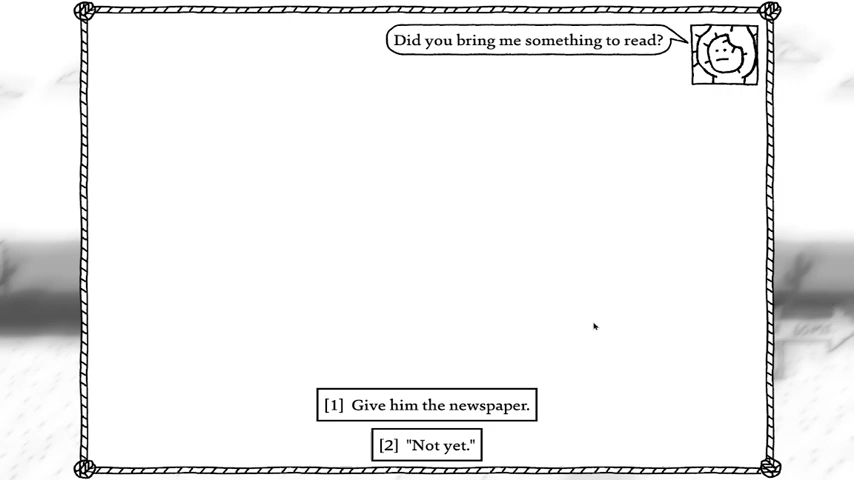 Did you bring me something to read?
[1] Give him the newspaper.
[2] "Not yet."